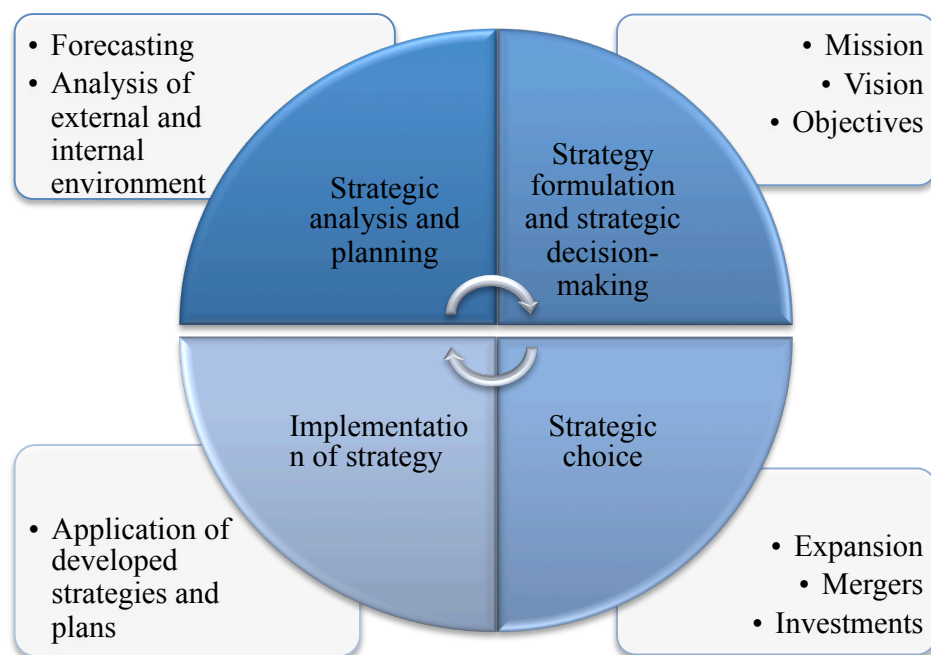 • Forecasting
• Analysis of
external and
internal
environment
• Mission
• Vision
• Objectives
Strategic
analysis and
planning
Strategy
formulation
and strategic
decision-
making
Implementatio
n of strategy
Strategic
choice
• Application of
developed
strategies and
plans
• Expansion
• Mergers
• Investments